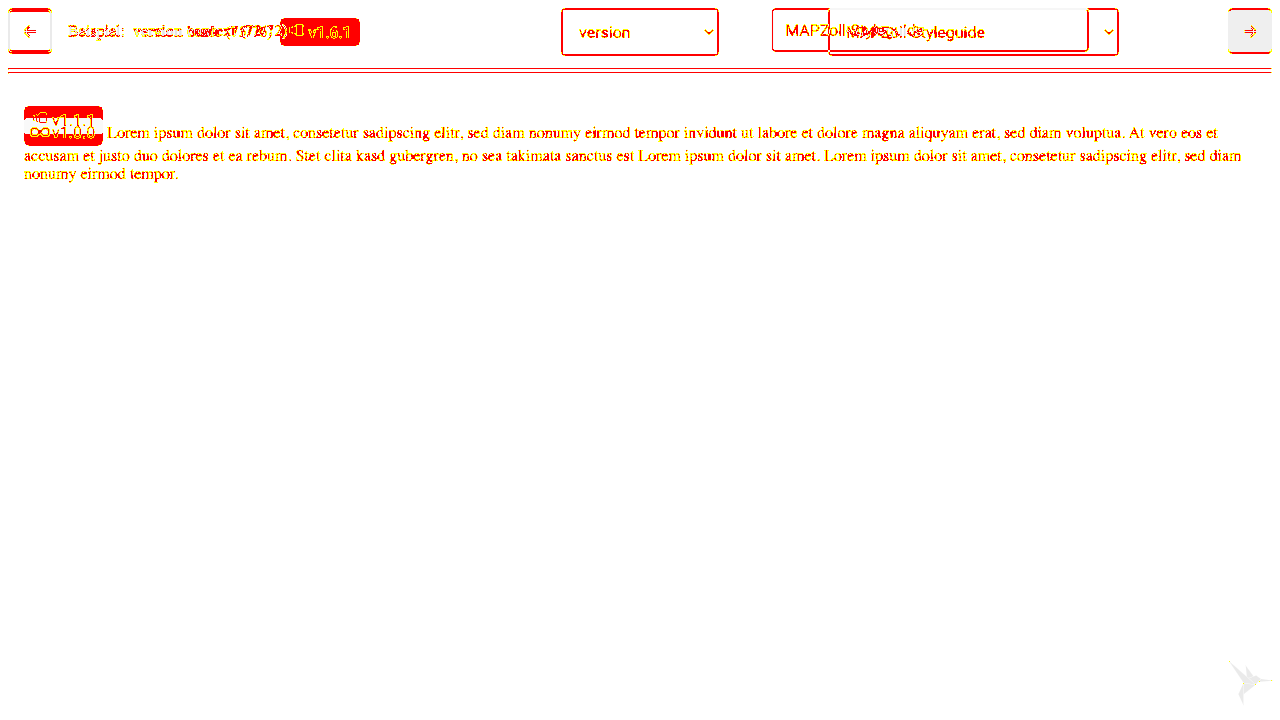 ⇐ Beispiel: version v1.6.1 version MAPZoll Styleguide ⇒
v1.1.1
v1.0.0 Lorem ipsum dolor sit amet, consetetur sadipscing elitr, sed diam nonumy eirmod tempor invidunt ut labore et dolore magna aliquyam erat, sed diam voluptua. At vero eos et
accusam et justo duo dolores et ea rebum. Stet clita kasd gubergren, no sea takimata sanctus est Lorem ipsum dolor sit amet. Lorem ipsum dolor sit amet, consetetur sadipscing elitr, sed diam
nonumy eirmod tempor.